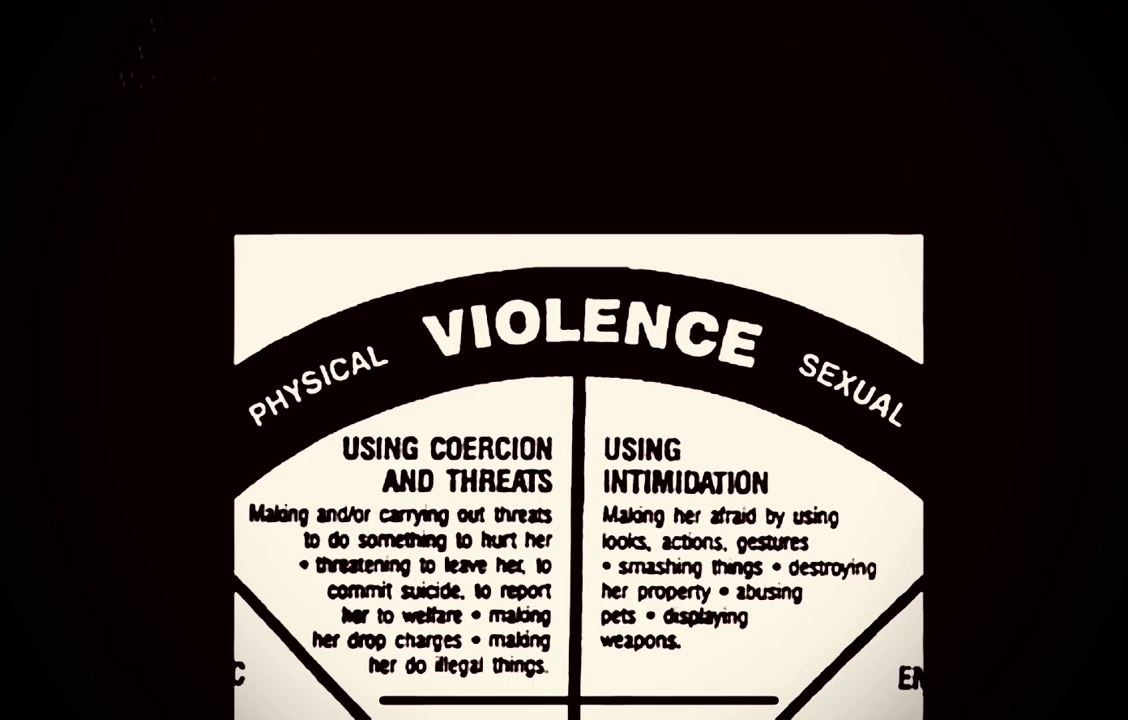 VIOLENCE
PHYSICAL
SEXUAL
USING COERCION
AND THREATS
Making and/or carrying out threats
to do something to hurt her
• threatening to leave her, to
commit suicide, to report
her to welfare • making
her drop charges • making
her do illegal things.
USING
INTIMIDATION
Making her afraid by using
looks, actions, gestures
• smashing things • destroying
her property • abusing
pets • displaying
weapons.
C
EN